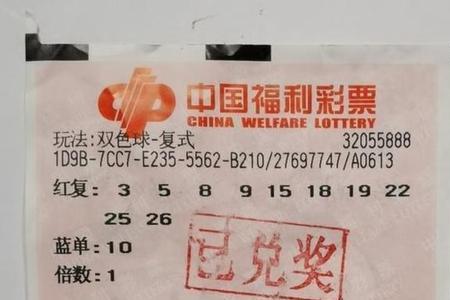 中国福利彩票
CHINA WELFARE LOTTERY
玩法:双色球-复式 32055888
1D9B-7CC7-E235-5562-B210/27697747/A0613
红复: 3 5 8 9 15 18 19 22
25 26
蓝单:10
倍数:1
已兑奖